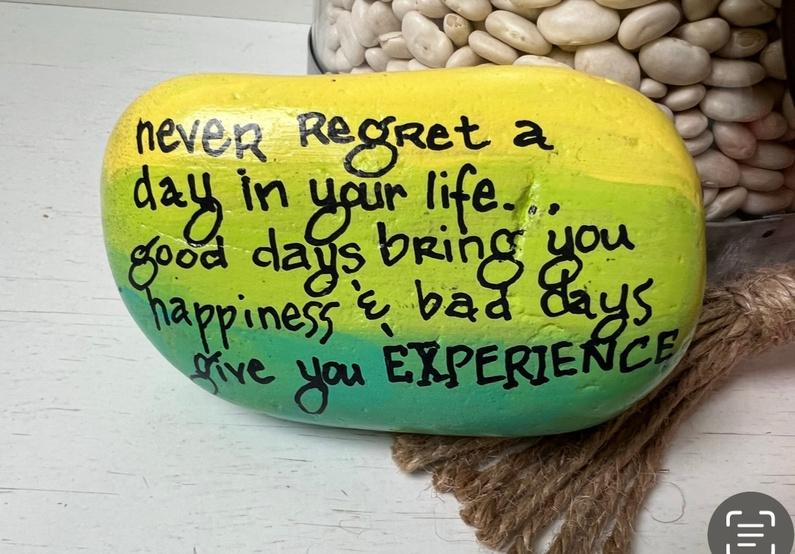 never Regret a
day in your life...
good days bring you
happiness & bad days
give you EXPERIENCE